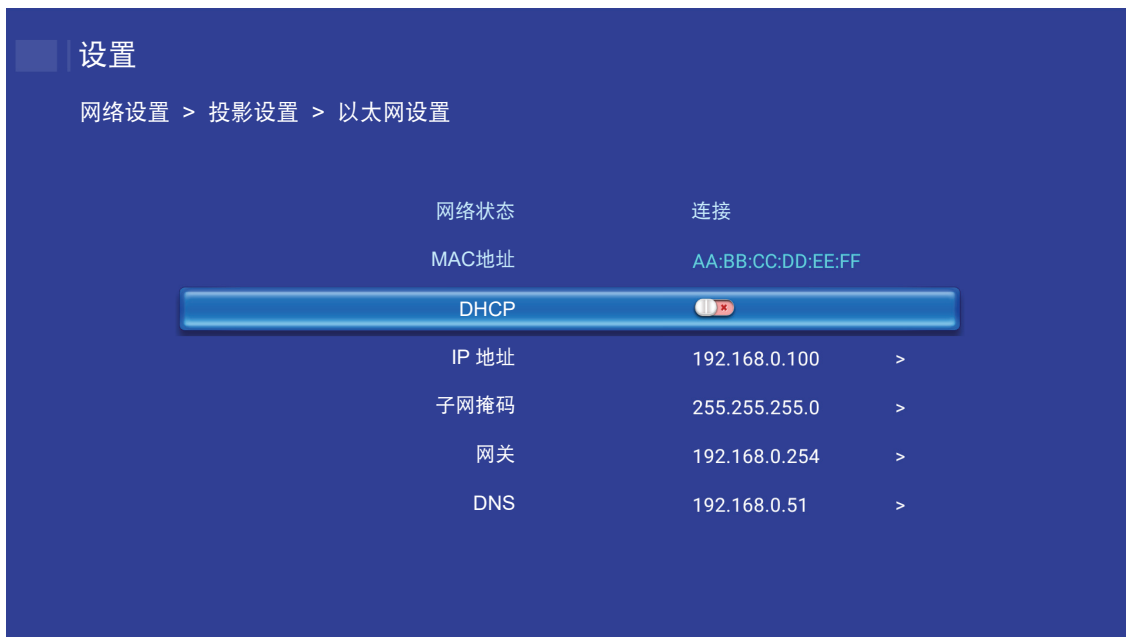 设置
网络设置 > 投影设置 > 以太网设置
网络状态 连接
MAC地址 AA:BB:CC:DD:EE:FF
DHCP
IP 地址 192.168.0.100 >
子网掩码 255.255.255.0 >
网关 192.168.0.254 >
DNS 192.168.0.51 >